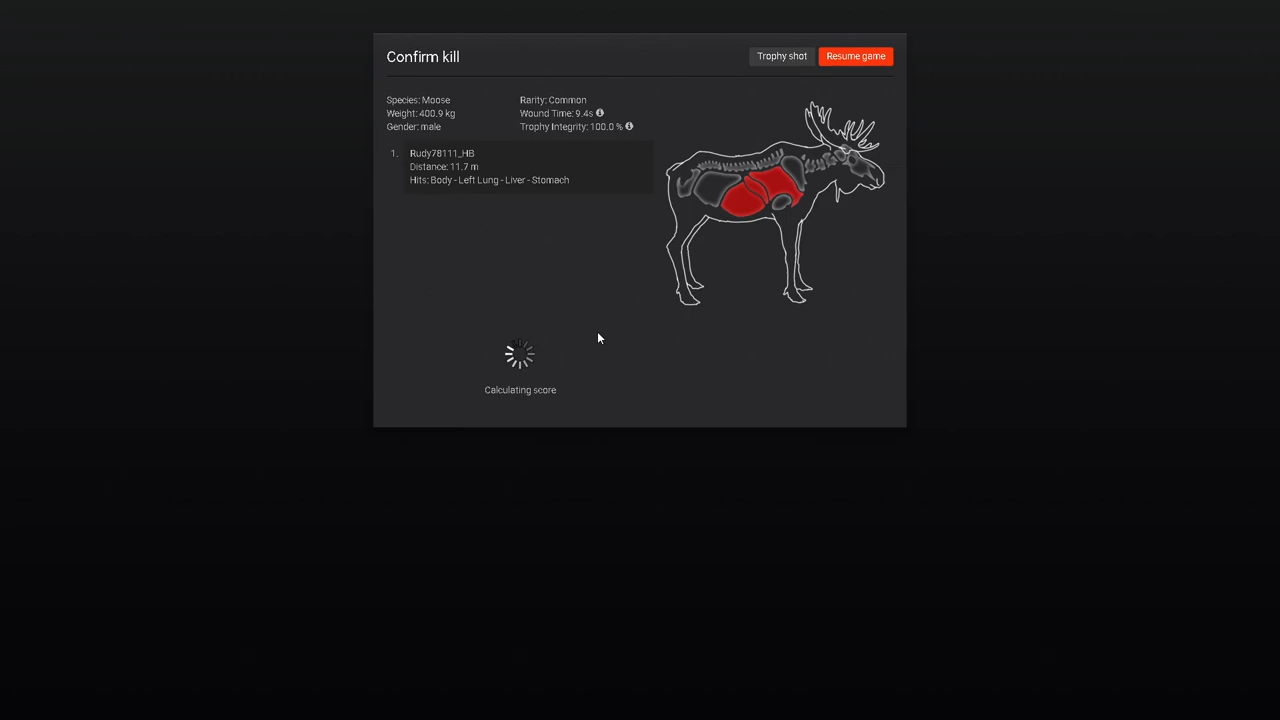 Confirm kill
Trophy shot
Resume game
Species: Moose
Rarity: Common
Weight: 400.9 kg
Wound Time: 9.4s
Gender: male
Trophy Integrity: 100.0 %
1. Rudy78111_HB
Distance: 11.7 m
Hits: Body - Left Lung - Liver - Stomach
Calculating score